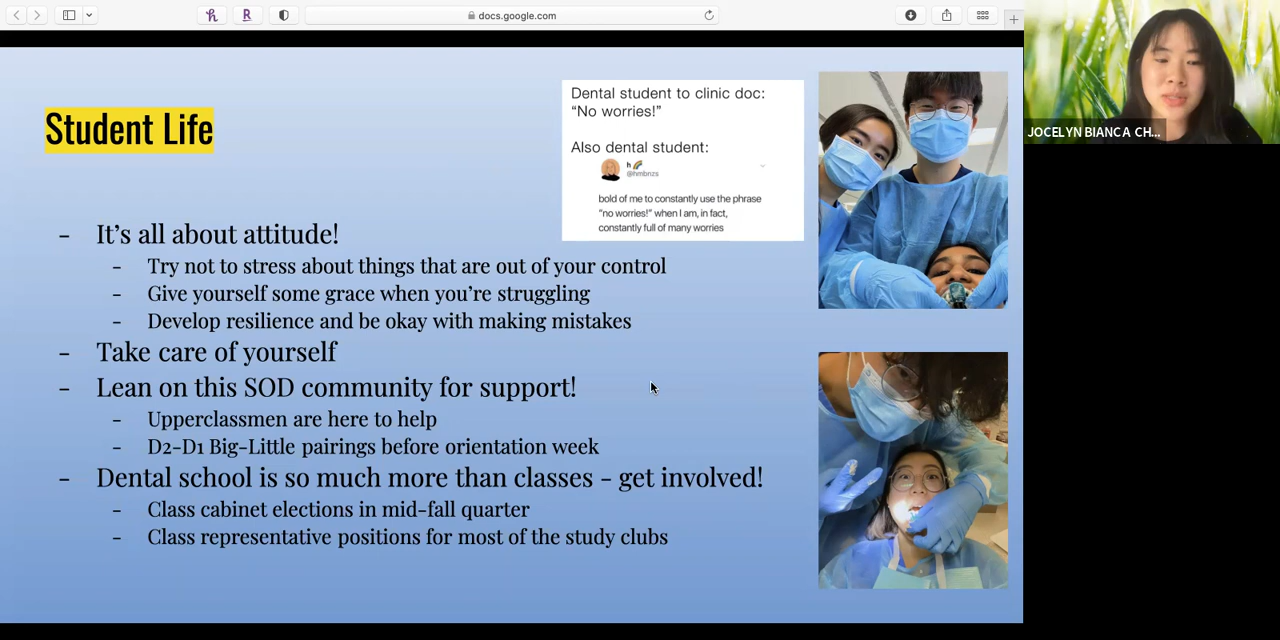 docs.google.com
Student Life
Dental student to clinic doc:
“No worries!”
Also dental student:
h
@hmbnzs
bold of me to constantly use the phrase
“no worries!” when I am, in fact,
constantly full of many worries
- It’s all about attitude!
- Try not to stress about things that are out of your control
- Give yourself some grace when you’re struggling
- Develop resilience and be okay with making mistakes
- Take care of yourself
- Lean on this SOD community for support!
- Upperclassmen are here to help
- D2-D1 Big-Little pairings before orientation week
- Dental school is so much more than classes - get involved!
- Class cabinet elections in mid-fall quarter
- Class representative positions for most of the study clubs
JOCELYN BIANCA CH...